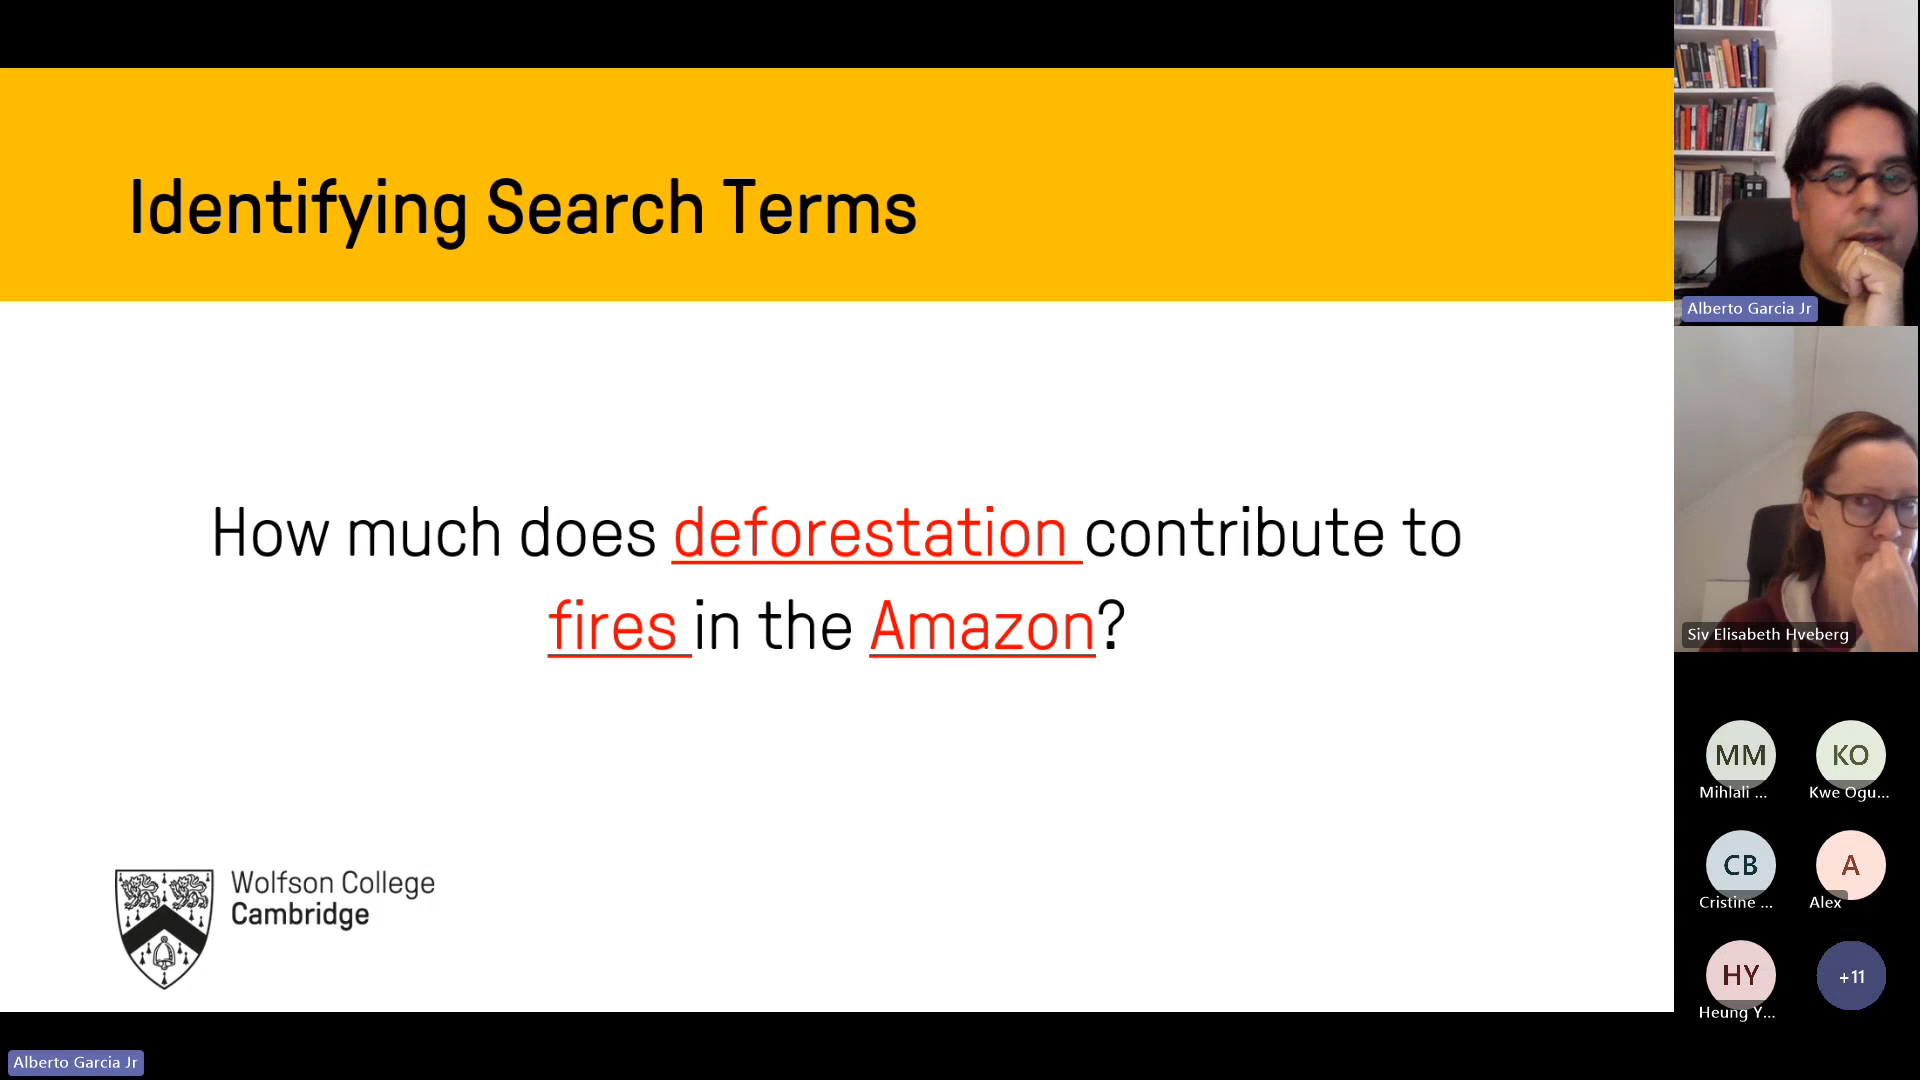 Identifying Search Terms
How much does deforestation contribute to
fires in the Amazon?
Wolfson College
Cambridge
Alberto Garcia Jr
Siv Elisabeth Hveberg
MM
KO
Mihlali ...
Kwe Ogu...
CB
A
Cristine ...
Alex
HY
+11
Heung Y...
Alberto Garcia Jr